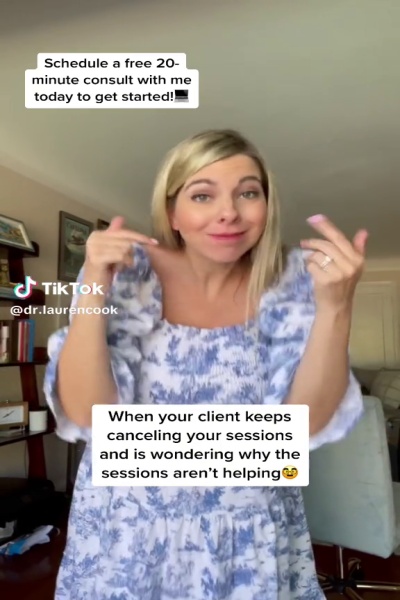 Schedule a free 20-
minute consult with me
today to get started!💻
TikTok
@dr.laurencook
When your client keeps
canceling your sessions
and is wondering why the
sessions aren't helping🥸